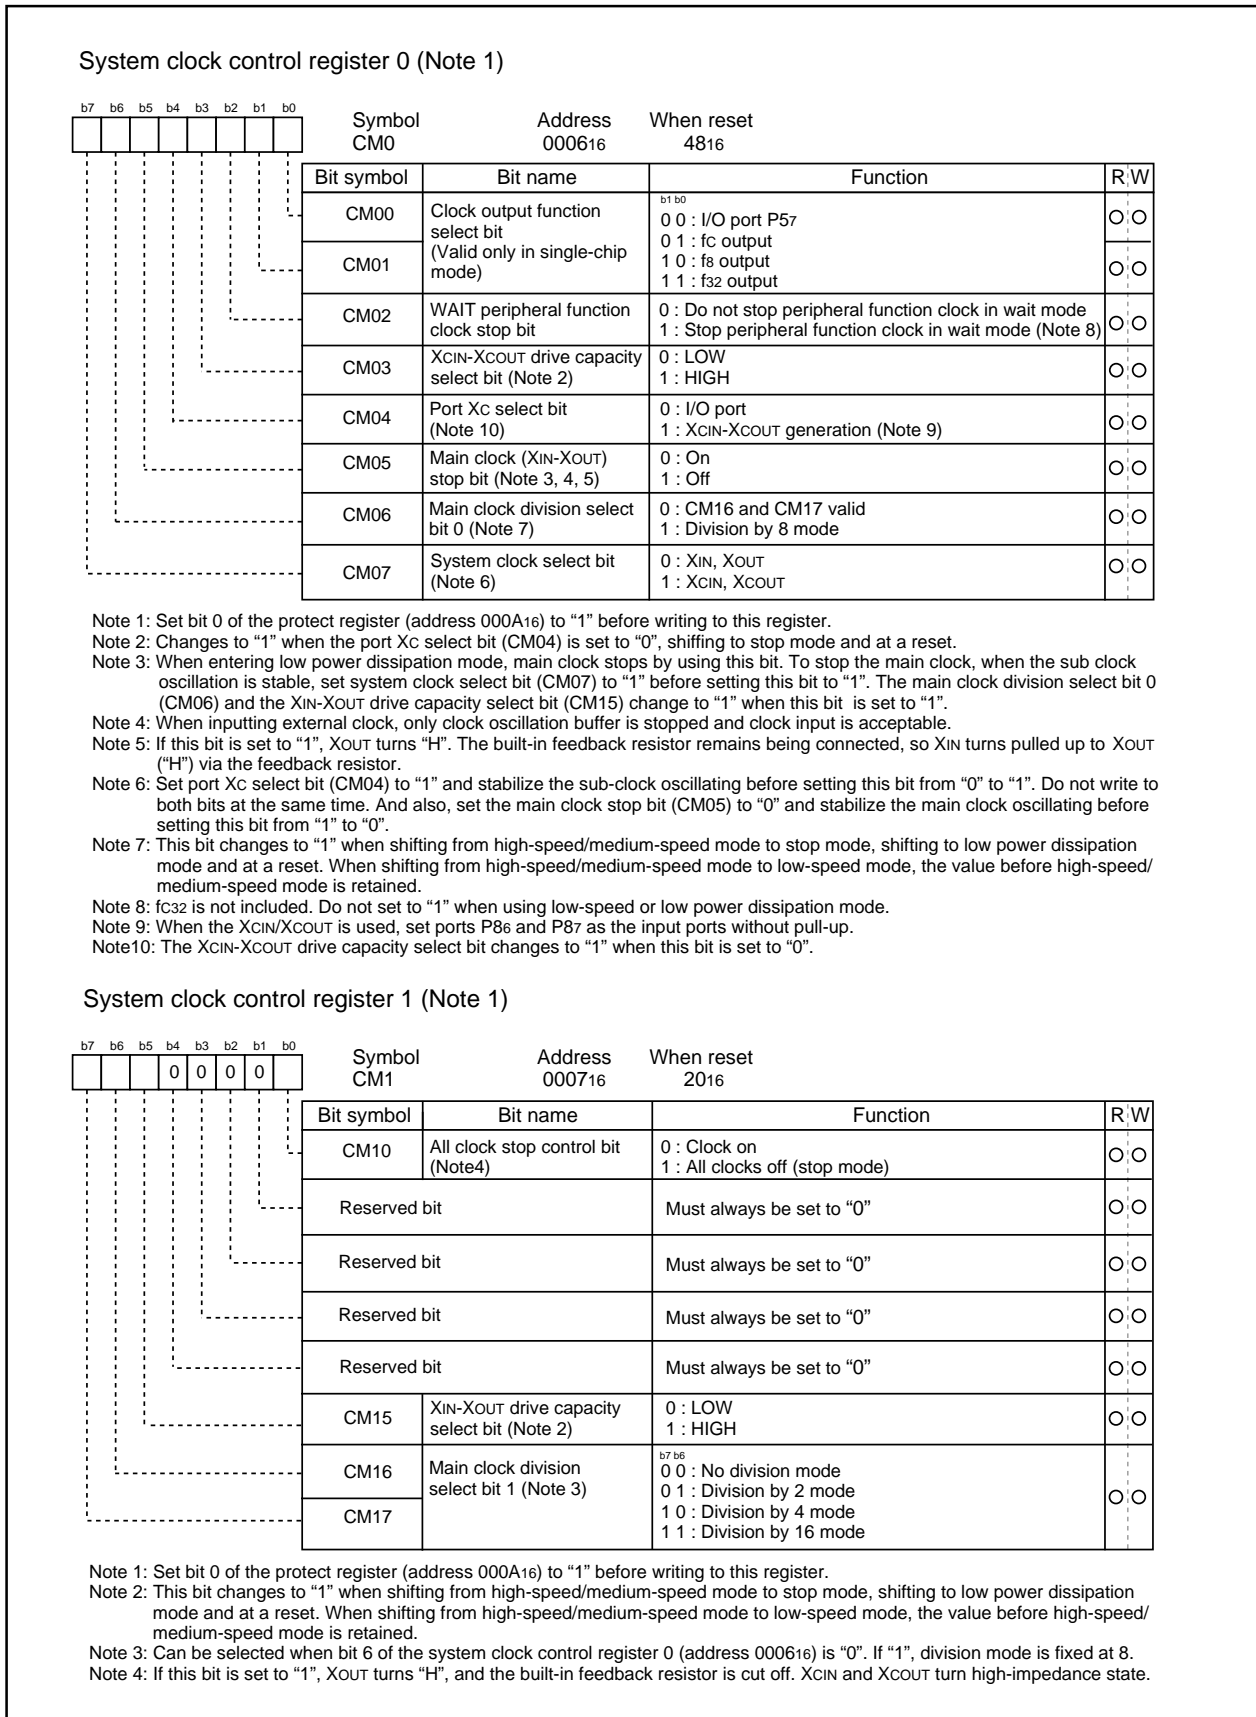 System clock control register 0 (Note 1)
b7 b6 b5 b4 b3 b2 b1 b0
Symbol Address When reset
CM0 000616 4816
Bit symbol Bit name Function R W
CM00 Clock output function select bit (Valid only in single-chip mode)
b1 b0
0 0 : I/O port P57
0 1 : fC output
CM01
1 0 : f8 output
1 1 : f32 output
CM02 WAIT peripheral function 0 : Do not stop peripheral function clock in wait mode
clock stop bit 1 : Stop peripheral function clock in wait mode (Note 8)
CM03 XCIN-XCOUT drive capacity 0 : LOW
select bit (Note 2) 1 : HIGH
CM04 Port XC select bit 0 : I/O port
(Note 10) 1 : XCIN-XCOUT generation (Note 9)
CM05 Main clock (XIN-XOUT) 0 : On
stop bit (Note 3, 4, 5) 1 : Off
CM06 Main clock division select 0 : CM16 and CM17 valid
bit 0 (Note 7) 1 : Division by 8 mode
CM07 System clock select bit 0 : XIN, XOUT
(Note 6) 1 : XCIN, XCOUT
Note 1: Set bit 0 of the protect register (address 000A16) to “1” before writing to this register.
Note 2: Changes to “1” when the port XC select bit (CM04) is set to “0”, shiffing to stop mode and at a reset.
Note 3: When entering low power dissipation mode, main clock stops by using this bit. To stop the main clock, when the sub clock
oscillation is stable, set system clock select bit (CM07) to “1” before setting this bit to “1”. The main clock division select bit 0
(CM06) and the XIN-XOUT drive capacity select bit (CM15) change to “1” when this bit is set to “1”.
Note 4: When inputting external clock, only clock oscillation buffer is stopped and clock input is acceptable.
Note 5: If this bit is set to “1”, XOUT turns “H”. The built-in feedback resistor remains being connected, so XIN turns pulled up to XOUT
(“H”) via the feedback resistor.
Note 6: Set port XC select bit (CM04) to “1” and stabilize the sub-clock oscillating before setting this bit from “0” to “1”. Do not write to
both bits at the same time. And also, set the main clock stop bit (CM05) to “0” and stabilize the main clock oscillating before
setting this bit from “1” to “0”.
Note 7: This bit changes to “1” when shifting from high-speed/medium-speed mode to stop mode, shifting to low power dissipation
mode and at a reset. When shifting from high-speed/medium-speed mode to low-speed mode, the value before high-speed/
medium-speed mode is retained.
Note 8: fC32 is not included. Do not set to “1” when using low-speed or low power dissipation mode.
Note 9: When the XCIN/XCOUT is used, set ports P86 and P87 as the input ports without pull-up.
Note10: The XCIN-XCOUT drive capacity select bit changes to “1” when this bit is set to “0”.
System clock control register 1 (Note 1)
b7 b6 b5 b4 b3 b2 b1 b0
0 0 0 0
Symbol Address When reset
CM1 000716 2016
Bit symbol Bit name Function R W
CM10 All clock stop control bit 0 : Clock on
(Note4) 1 : All clocks off (stop mode)
Reserved bit Must always be set to “0”
Reserved bit Must always be set to “0”
Reserved bit Must always be set to “0”
Reserved bit Must always be set to “0”
CM15 XIN-XOUT drive capacity 0 : LOW
select bit (Note 2) 1 : HIGH
CM16 Main clock division
select bit 1 (Note 3)
b7 b6
0 0 : No division mode
0 1 : Division by 2 mode
CM17
1 0 : Division by 4 mode
1 1 : Division by 16 mode
Note 1: Set bit 0 of the protect register (address 000A16) to “1” before writing to this register.
Note 2: This bit changes to “1” when shifting from high-speed/medium-speed mode to stop mode, shifting to low power dissipation
mode and at a reset. When shifting from high-speed/medium-speed mode to low-speed mode, the value before high-speed/
medium-speed mode is retained.
Note 3: Can be selected when bit 6 of the system clock control register 0 (address 000616) is “0”. If “1”, division mode is fixed at 8.
Note 4: If this bit is set to “1”, XOUT turns “H”, and the built-in feedback resistor is cut off. XCIN and XCOUT turn high-impedance state.